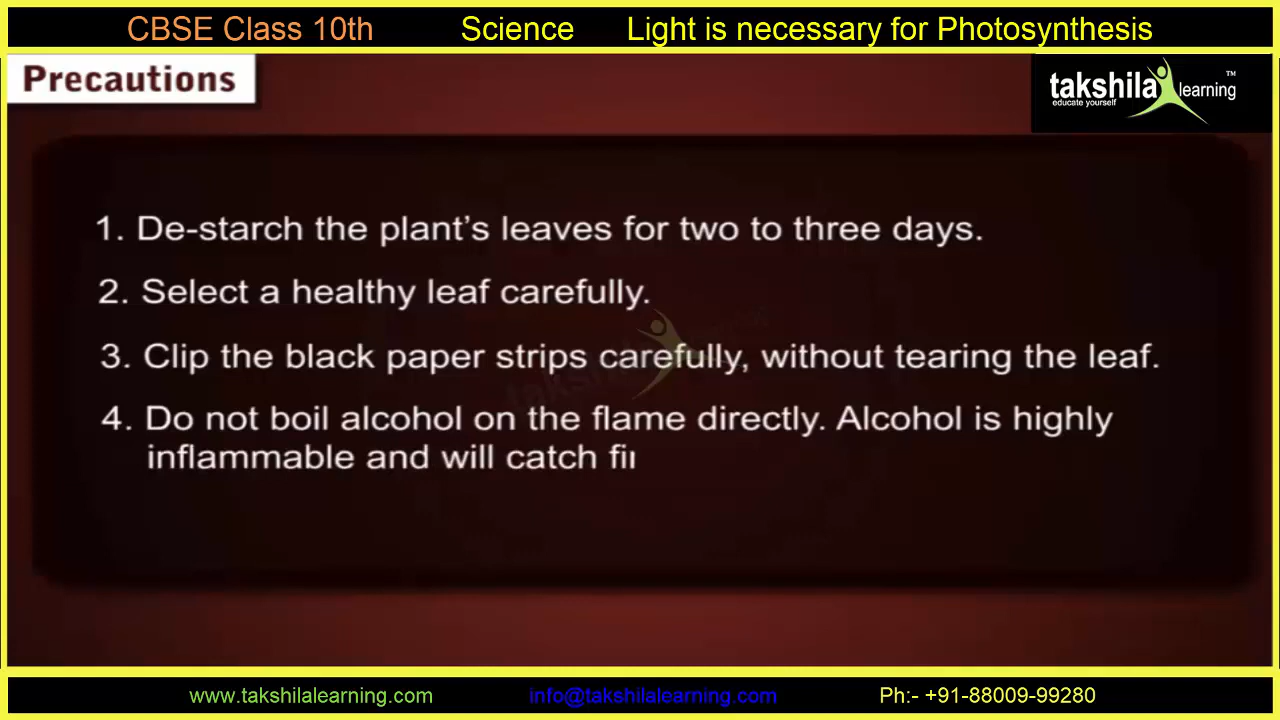 CBSE Class 10th Science Light is necessary for Photosynthesis
Precautions
takshila learning ™
educate yourself
1. De-starch the plant's leaves for two to three days.
2. Select a healthy leaf carefully.
3. Clip the black paper strips carefully, without tearing the leaf.
4. Do not boil alcohol on the flame directly. Alcohol is highly
inflammable and will catch
www.takshilalearning.com info@takshilalearning.com Ph:- +91-88009-99280